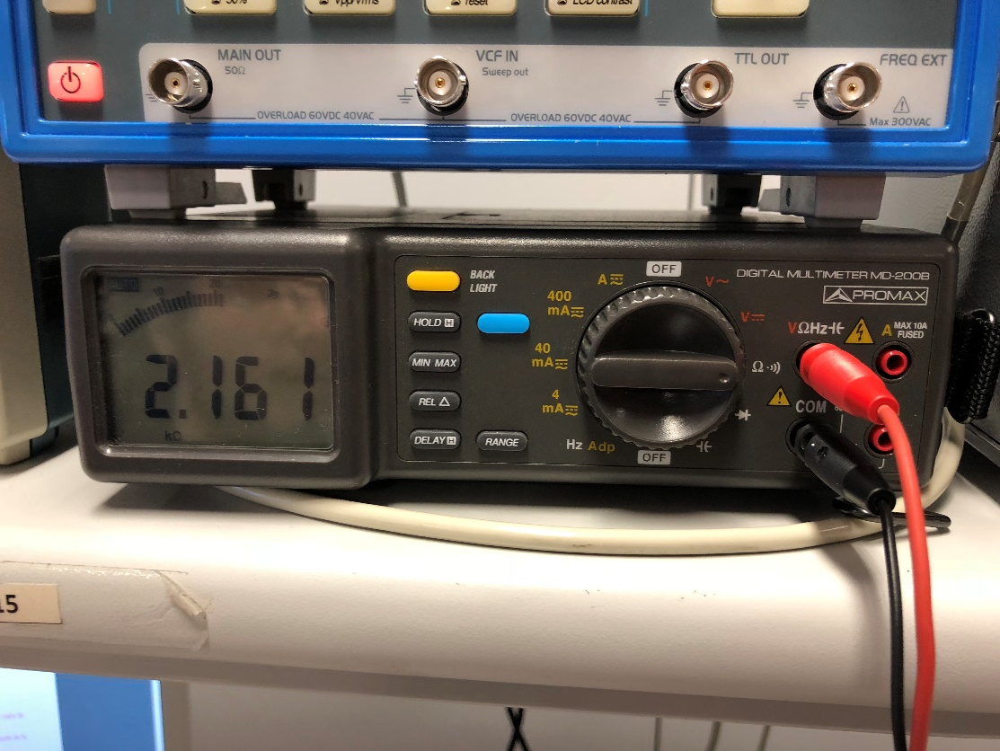 50%
Vpp/Vrms
reset
LCD contrast
MAIN OUT
50Ω
VCF IN
Sweep out
TTL OUT
FREQ EXT
OVERLOAD 60VDC 40VAC
OVERLOAD 60VDC 40VAC
Max 300VAC
AUTO
2.161
kΩ
BACK
LIGHT
HOLD H
MIN MAX
REL △
DELAY H
RANGE
OFF
A
V~
400
mA
V
40
mA
Ω
4
mA
Hz Adp
OFF
DIGITAL MULTIMETER MD-200B
PROMAX
VΩHz
A
MAX 10A
FUSED
COM
15